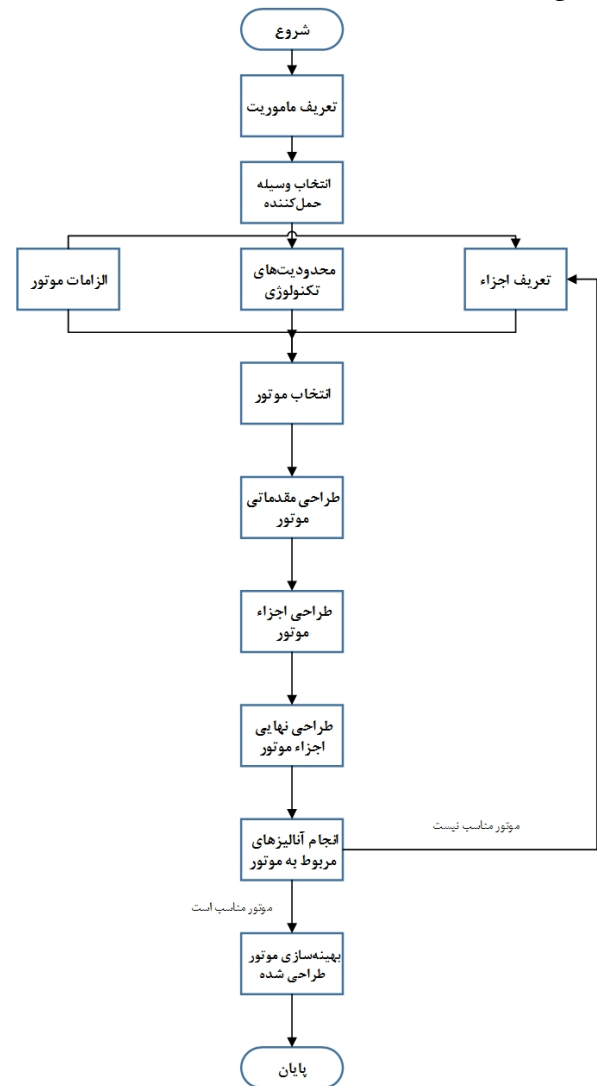 شروع
تعریف ماموریت
انتخاب وسیله
حمل‌کننده
الزامات موتور
محدودیت‌های
تکنولوژی
تعریف اجزاء
انتخاب موتور
طراحی مقدماتی
موتور
طراحی اجزاء
موتور
طراحی نهایی
اجزاء موتور
انجام آنالیزهای
مربوط به موتور
موتور مناسب نیست
موتور مناسب است
بهینه‌سازی موتور
طراحی شده
پایان